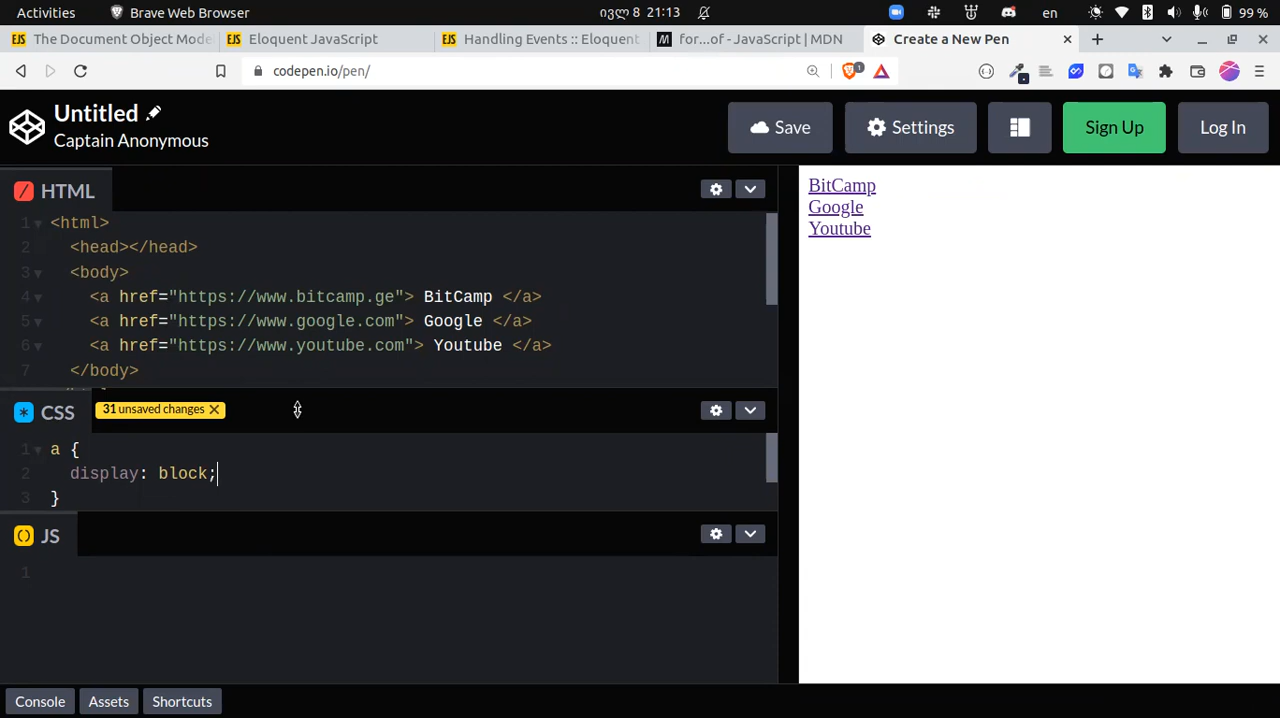 Activities
Brave Web Browser
ივლ 8 21:13
en
99 %
The Document Object Mode
Eloquent JavaScript
Handling Events :: Eloquent
for...of - JavaScript | MDN
Create a New Pen
codepen.io/pen/
1
Untitled
Captain Anonymous
Save
Settings
Sign Up
Log In
HTML
1 <html>
2 <head></head>
3 <body>
4 <a href="https://www.bitcamp.ge"> BitCamp </a>
5 <a href="https://www.google.com"> Google </a>
6 <a href="https://www.youtube.com"> Youtube </a>
7 </body>
CSS
31 unsaved changes
1 a {
2 display: block;
3 }
JS
1
Console
Assets
Shortcuts
BitCamp
Google
Youtube